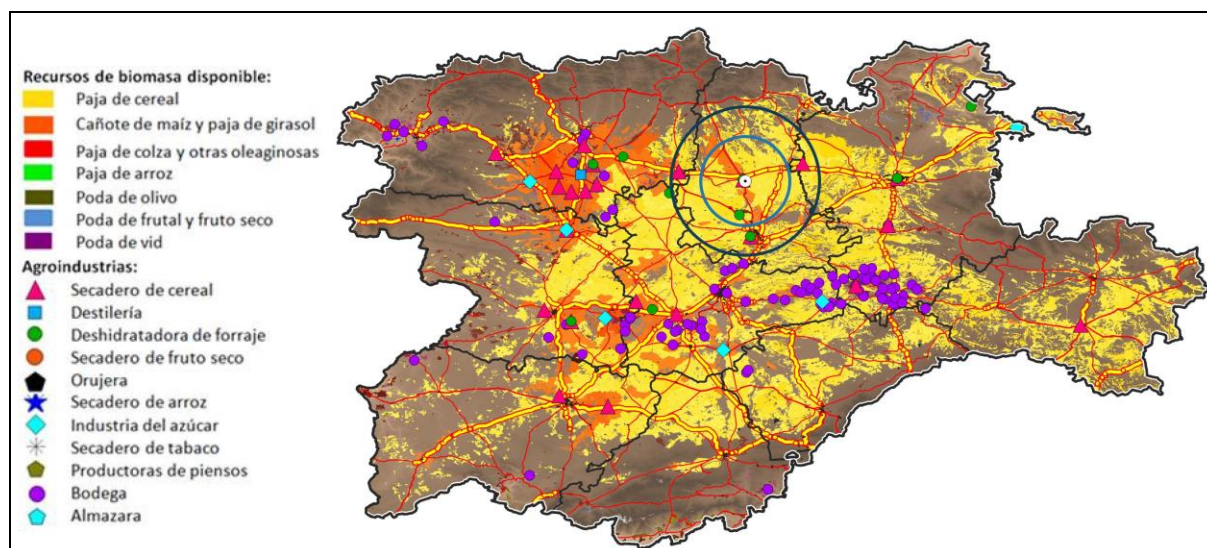 Recursos de biomasa disponible:
Paja de cereal
Cañote de maíz y paja de girasol
Paja de colza y otras oleaginosas
Paja de arroz
Poda de olivo
Poda de frutal y fruto seco
Poda de vid
Agroindustrias:
Secadero de cereal
Destilería
Deshidratadora de forraje
Secadero de fruto seco
Orujera
Secadero de arroz
Industria del azúcar
Secadero de tabaco
Productoras de piensos
Bodega
Almazara